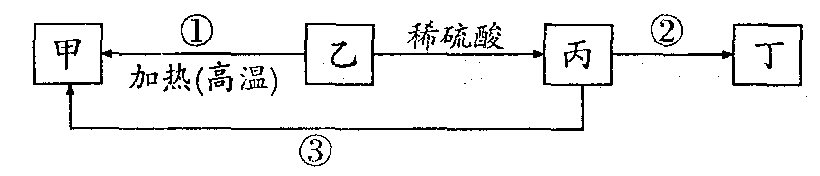 ① 稀硫酸 ②
甲 乙 丙 丁
加热(高温)
③